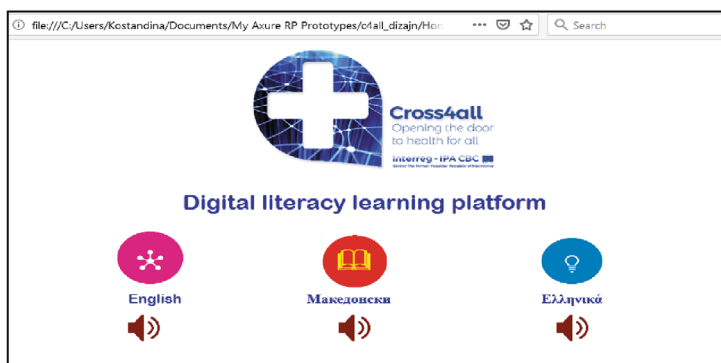 file:///C:/Users/Kostandina/Documents/My Axure RP Prototypes/c4all_dizajn/Hom
Search
Cross4all
Opening the door
to health for all
Interreg - IPA CBC
Digital literacy learning platform
English
Македонски
Ελληνικά